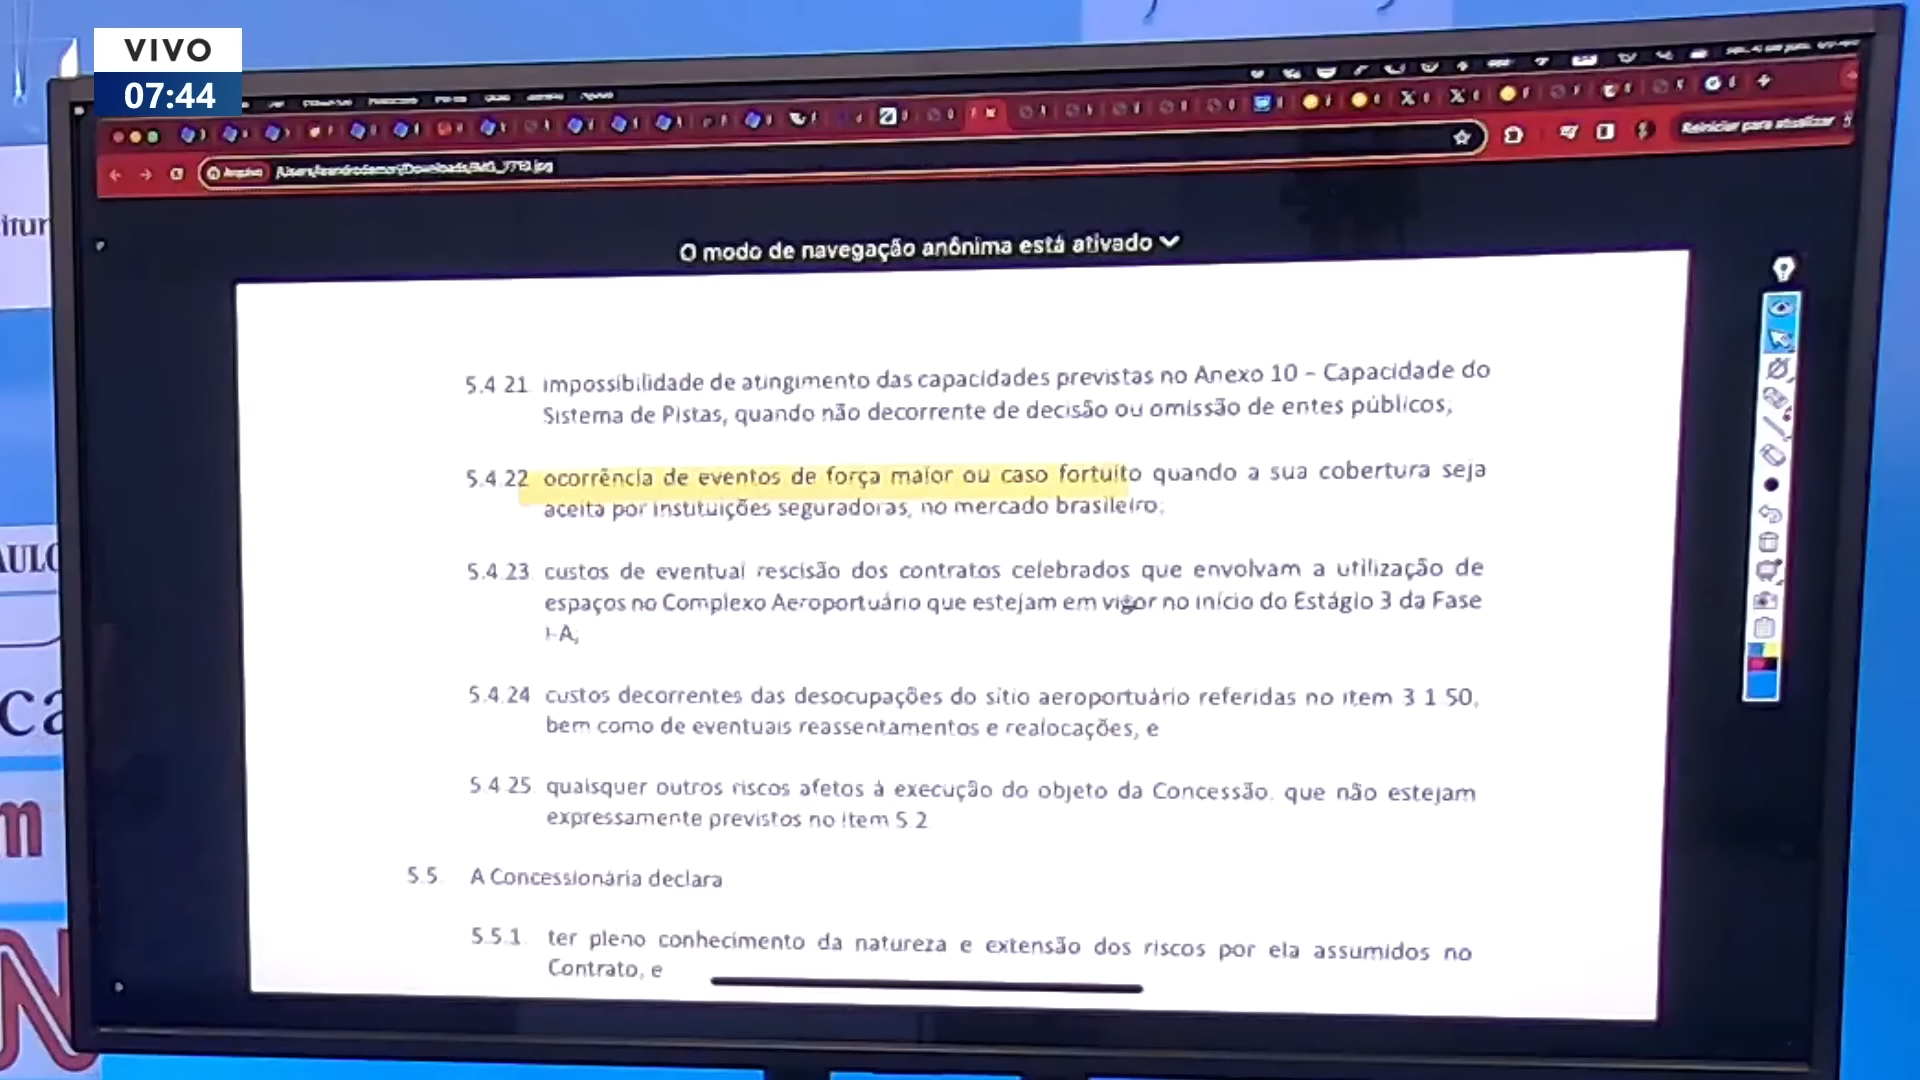 VIVO
07:44
Reiniciar para atualizar
Arquivo
O modo de navegação anônima está ativado
5.4 21 impossibilidade de atingimento das capacidades previstas no Anexo 10 – Capacidade do
Sistema de Pistas, quando não decorrente de decisão ou omissão de entes públicos;
5.4.22 ocorrência de eventos de força maior ou caso fortuito quando a sua cobertura seja
aceita por instituições seguradoras, no mercado brasileiro;
5.4.23 custos de eventual rescisão dos contratos celebrados que envolvam a utilização de
espaços no Complexo Aeroportuário que estejam em vigor no início do Estágio 3 da Fase
I-A;
5.4.24 custos decorrentes das desocupações do sítio aeroportuário referidas no item 3 1 50,
bem como de eventuais reassentamentos e realocações, e
5.4 25. quaisquer outros riscos afetos à execução do objeto da Concessão, que não estejam
expressamente previstos no item 5 2
5.5. A Concessionária declara
5.5.1. ter pleno conhecimento da natureza e extensão dos riscos por ela assumidos no
Contrato, e